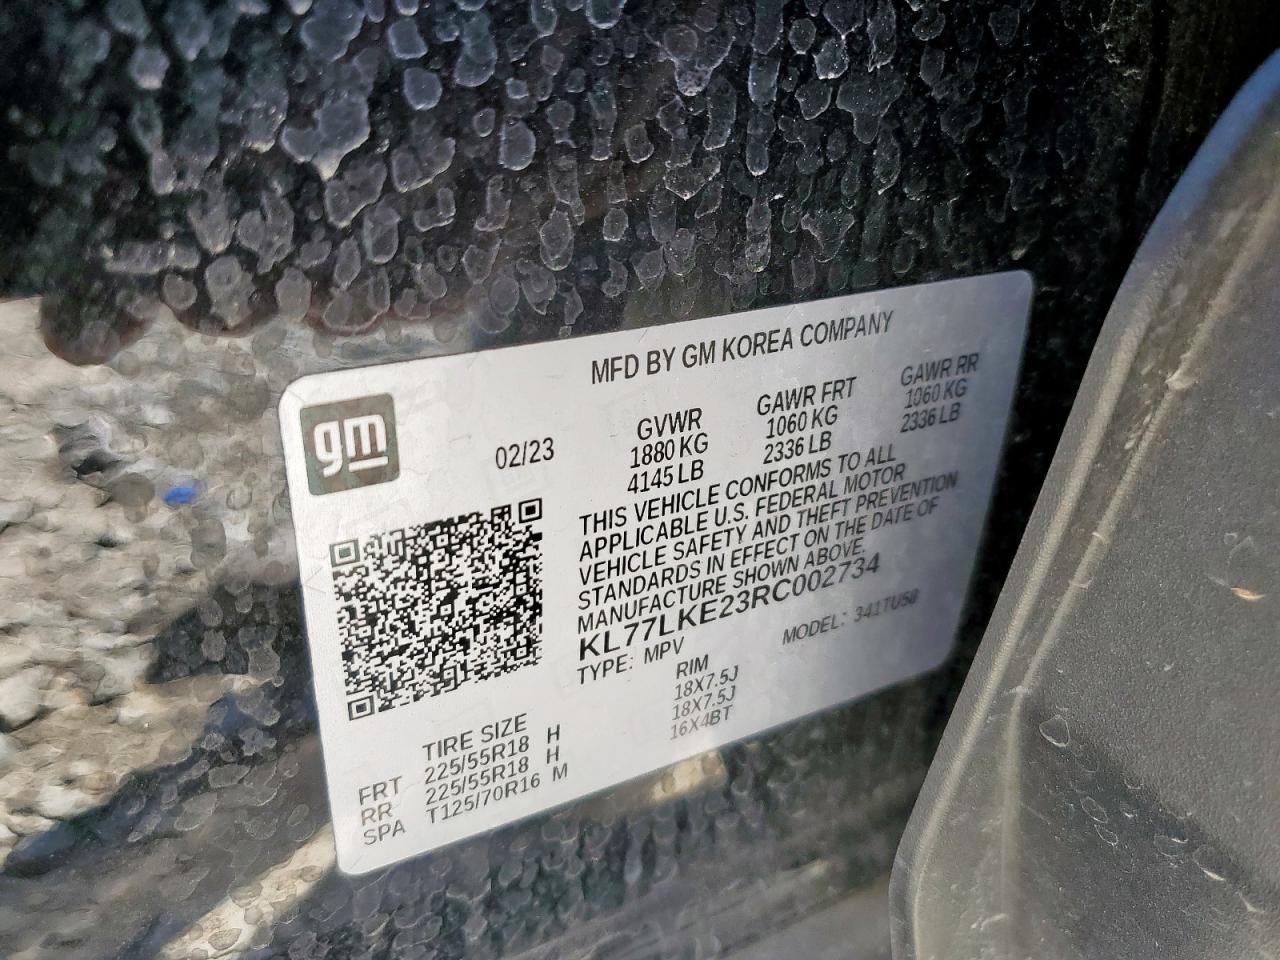 MFD BY GM KOREA COMPANY
gm
02/23
GVWR GAWR FRT GAWR RR
1880 KG 1060 KG 1060 KG
4145 LB 2336 LB 2336 LB
THIS VEHICLE CONFORMS TO ALL
APPLICABLE U.S. FEDERAL MOTOR
VEHICLE SAFETY AND THEFT PREVENTION
STANDARDS IN EFFECT ON THE DATE OF
MANUFACTURE SHOWN ABOVE.
KL77LKE23RC002734
TYPE: MPV MODEL: 341TU50
TIRE SIZE RIM
FRT 225/55R18 H 18X7.5J
RR 225/55R18 H 18X7.5J
SPA T125/70R16 M 16X4BT